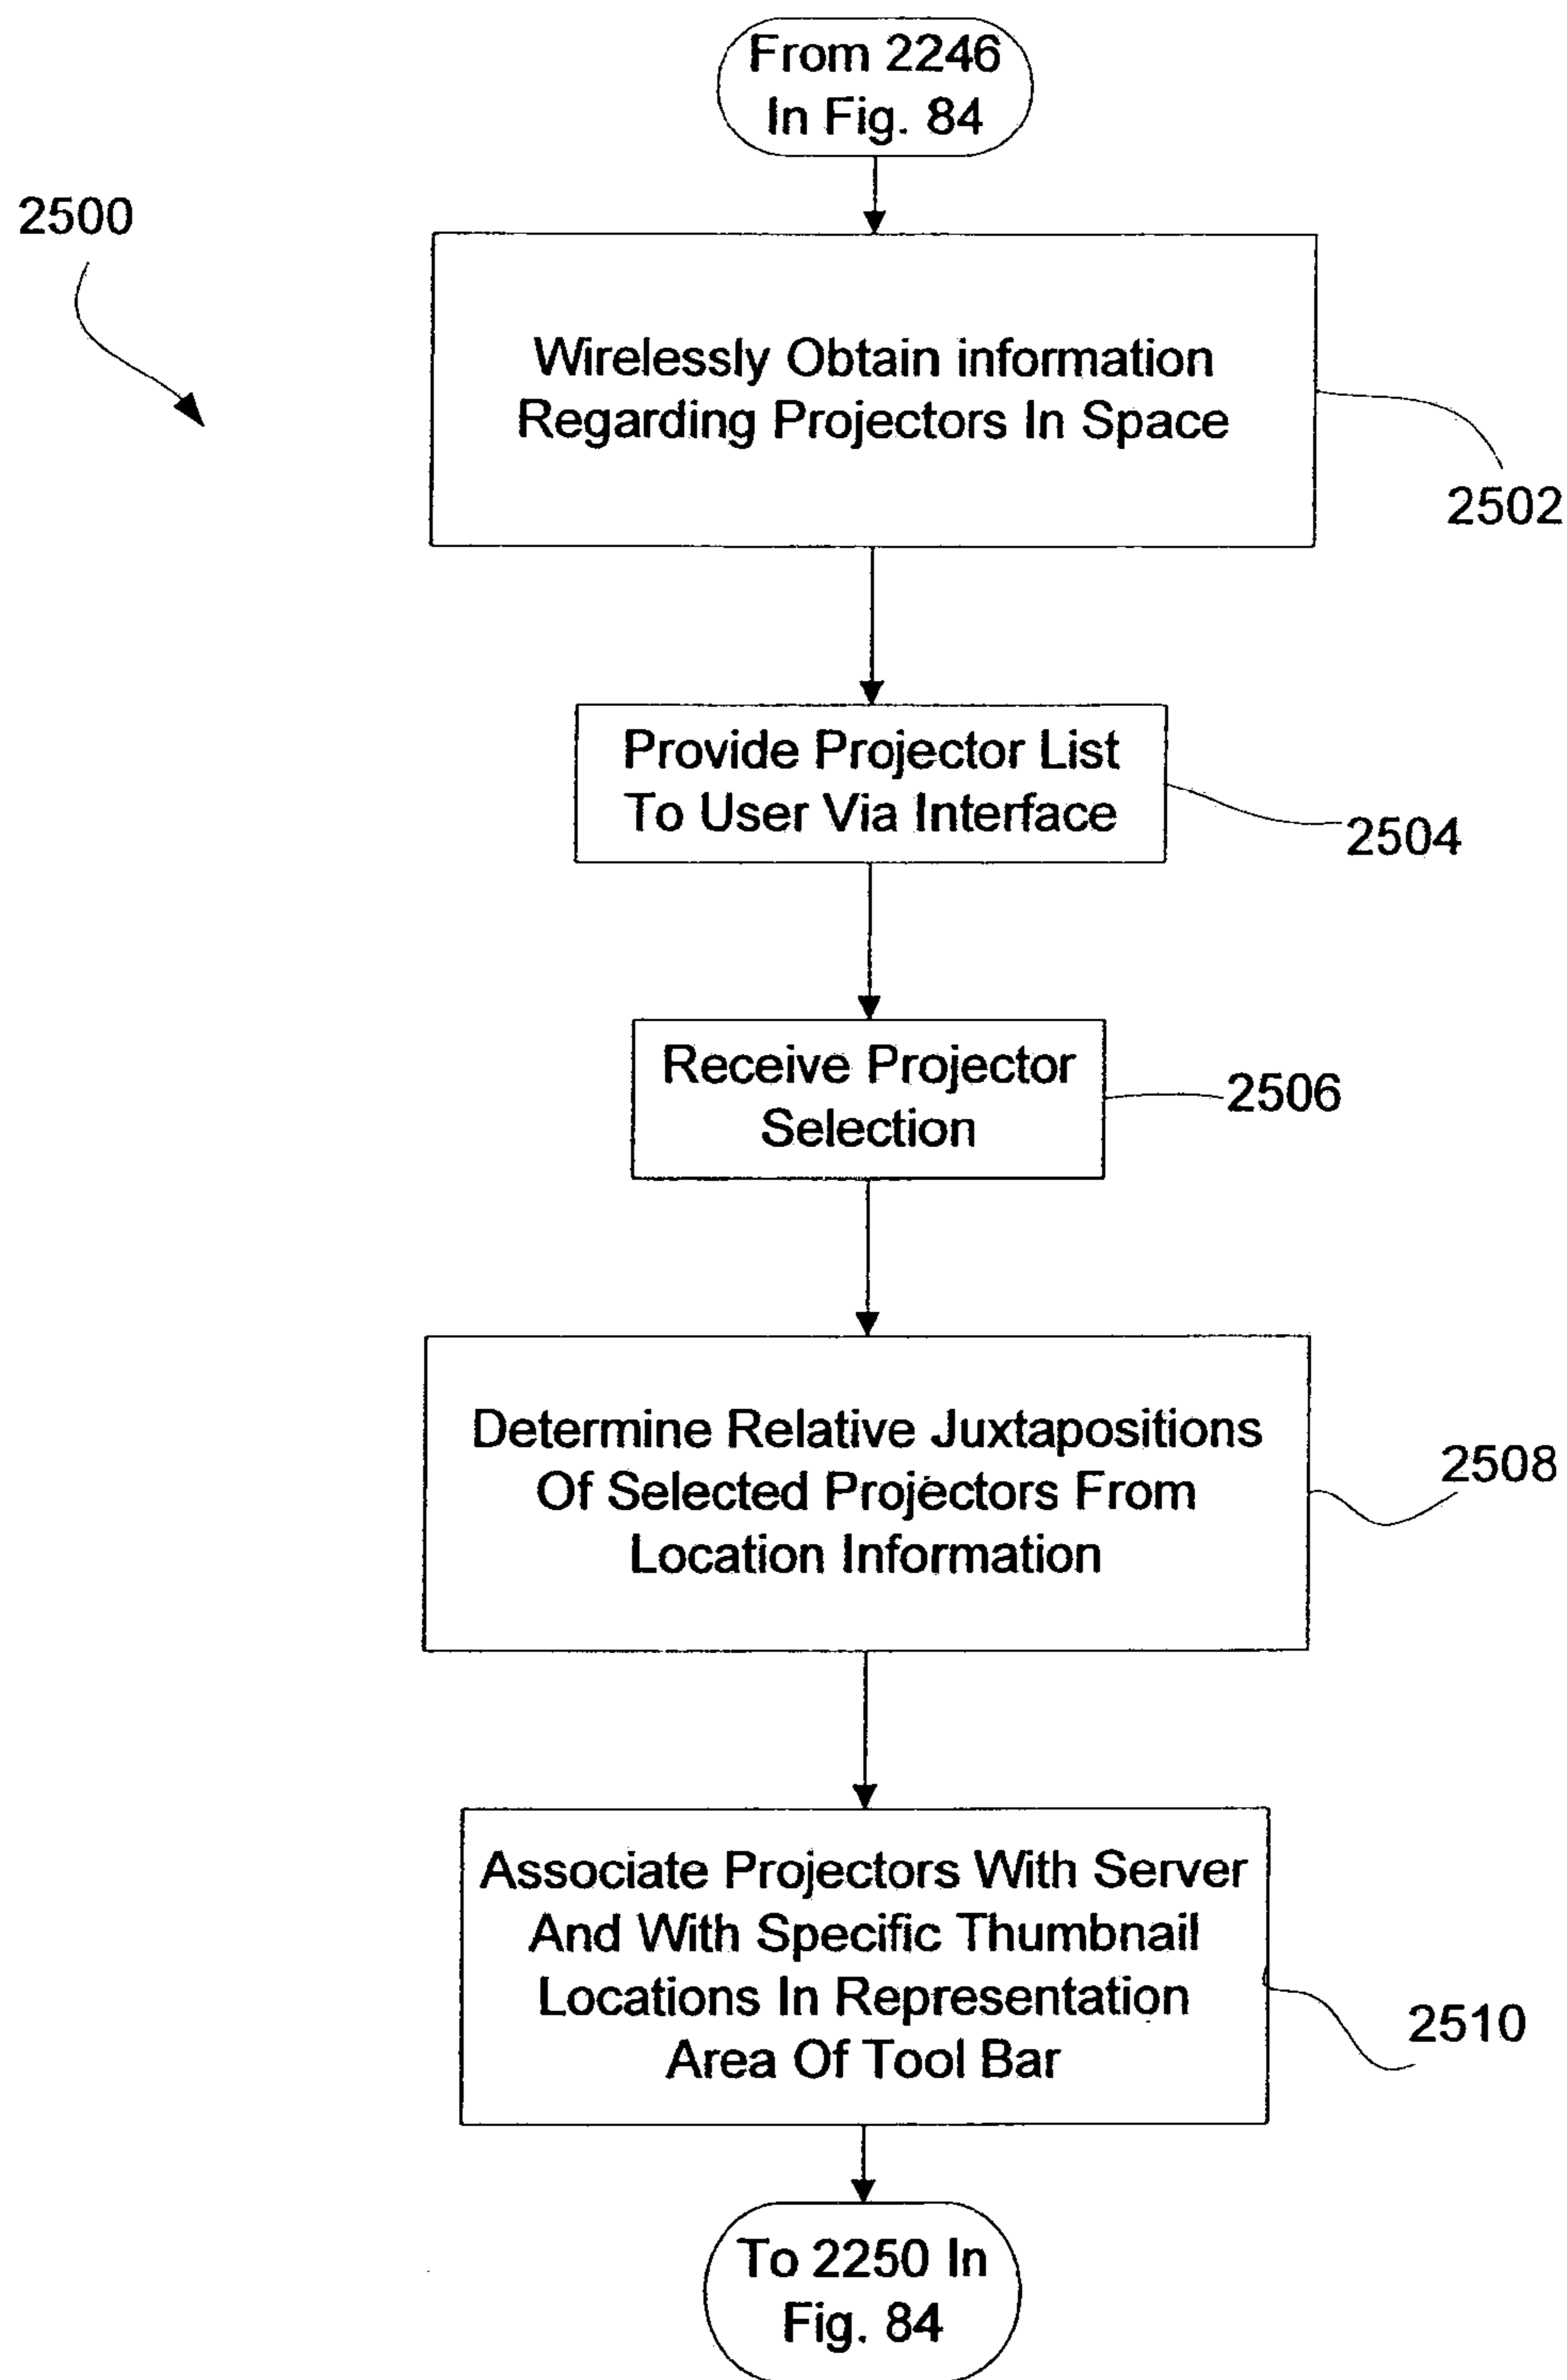 From 2246
In Fig. 84
2500
Wirelessly Obtain information
Regarding Projectors In Space
2502
Provide Projector List
To User Via Interface
2504
Receive Projector
Selection
2506
Determine Relative Juxtapositions
Of Selected Projectors From
Location Information
2508
Associate Projectors With Server
And With Specific Thumbnail
Locations In Representation
Area Of Tool Bar
2510
To 2250 In
Fig. 84